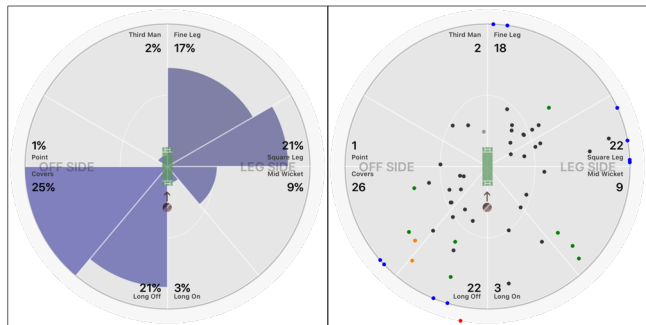 Third Man
2%
Fine Leg
17%
1%
Point
OFF SIDE
Covers
25%
21%
Square Leg
LEG SIDE
Mid Wicket
9%
21%
Long Off
3%
Long On
Third Man
2
Fine Leg
18
1
Point
OFF SIDE
Covers
26
22
Square Leg
LEG SIDE
Mid Wicket
9
22
Long Off
3
Long On